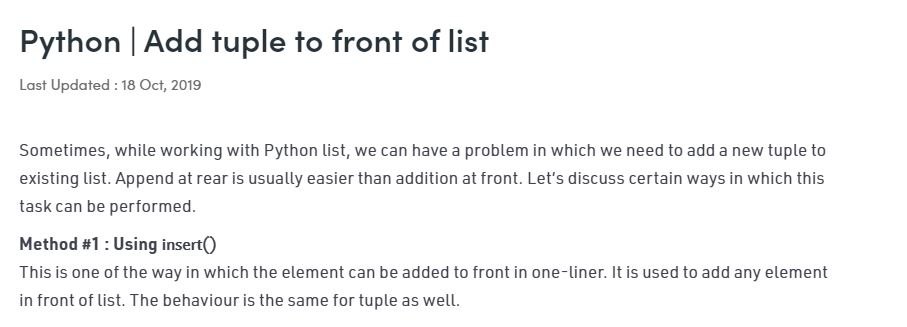 Python | Add tuple to front of list
Last Updated : 18 Oct, 2019
Sometimes, while working with Python list, we can have a problem in which we need to add a new tuple to
existing list. Append at rear is usually easier than addition at front. Let's discuss certain ways in which this
task can be performed.
Method #1 : Using insert()
This is one of the way in which the element can be added to front in one-liner. It is used to add any element
in front of list. The behaviour is the same for tuple as well.